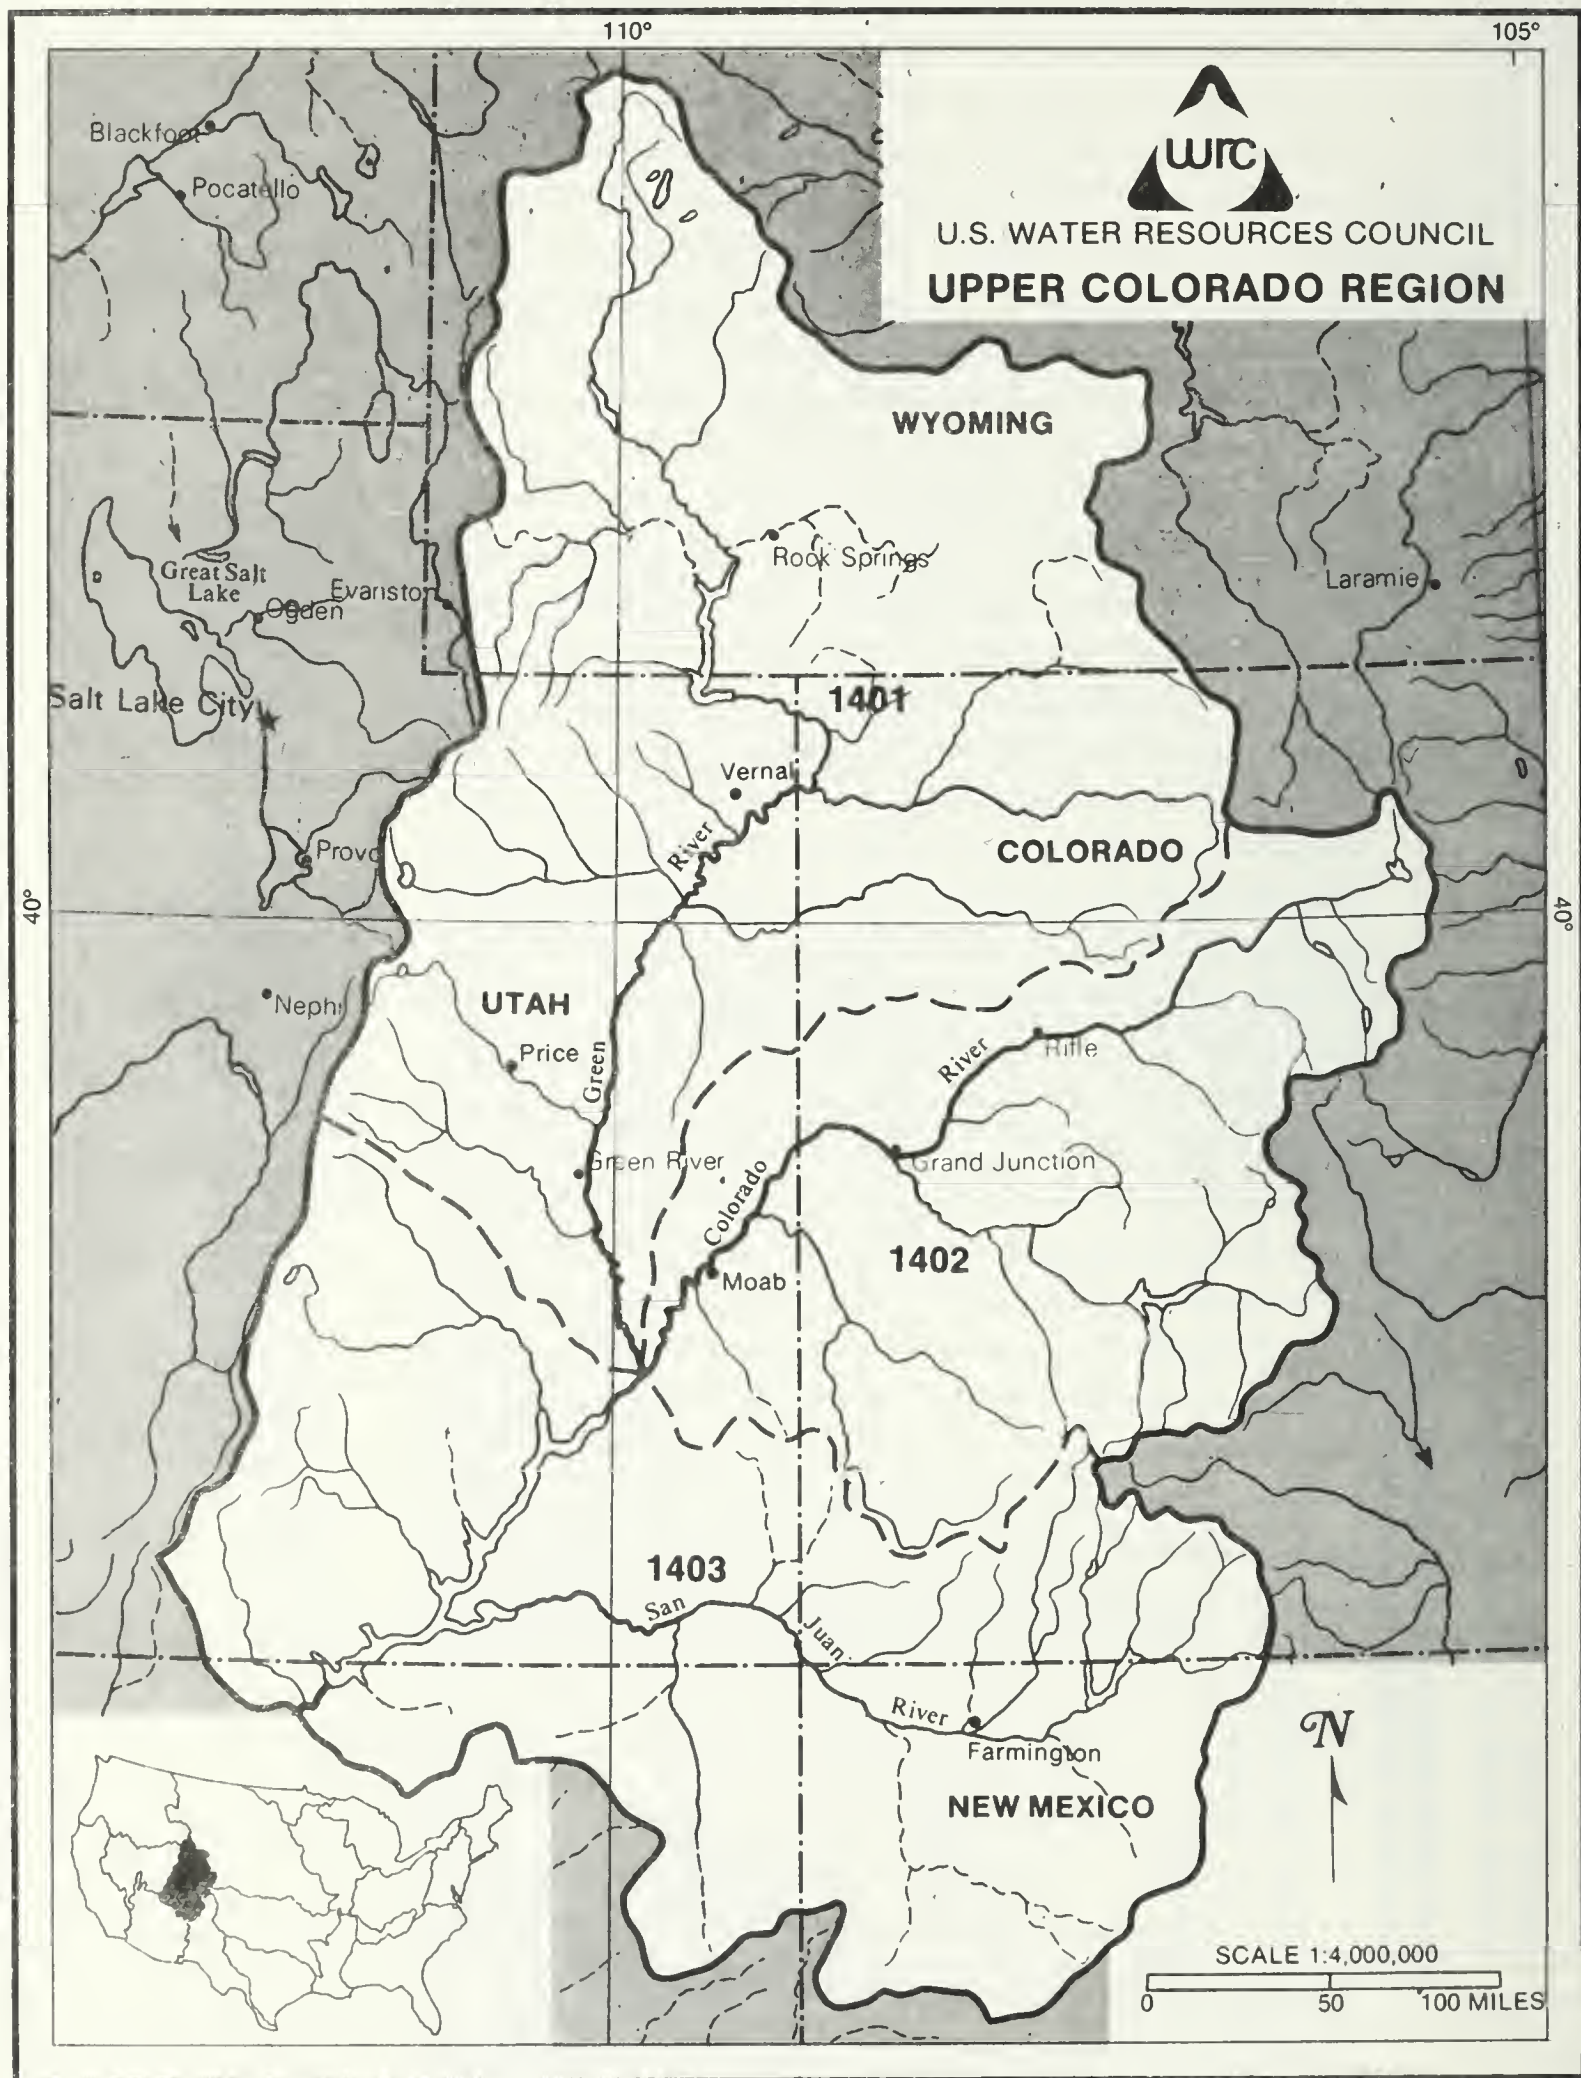 110°
105°
wrc
U.S. WATER RESOURCES COUNCIL
UPPER COLORADO REGION
Blackfoot
Pocatello
WYOMING
Rock Springs
Great Salt
Lake
Evanston
Ogden
Laramie
Salt Lake City
1401
Vernal
River
COLORADO
Provo
40°
40°
Nephi
UTAH
Price
Green
River
Rifle
Green River
Grand Junction
Colorado
1402
Moab
1403
San
Juan
River
Farmington
NEW MEXICO
N
SCALE 1:4,000,000
0 50 100 MILES